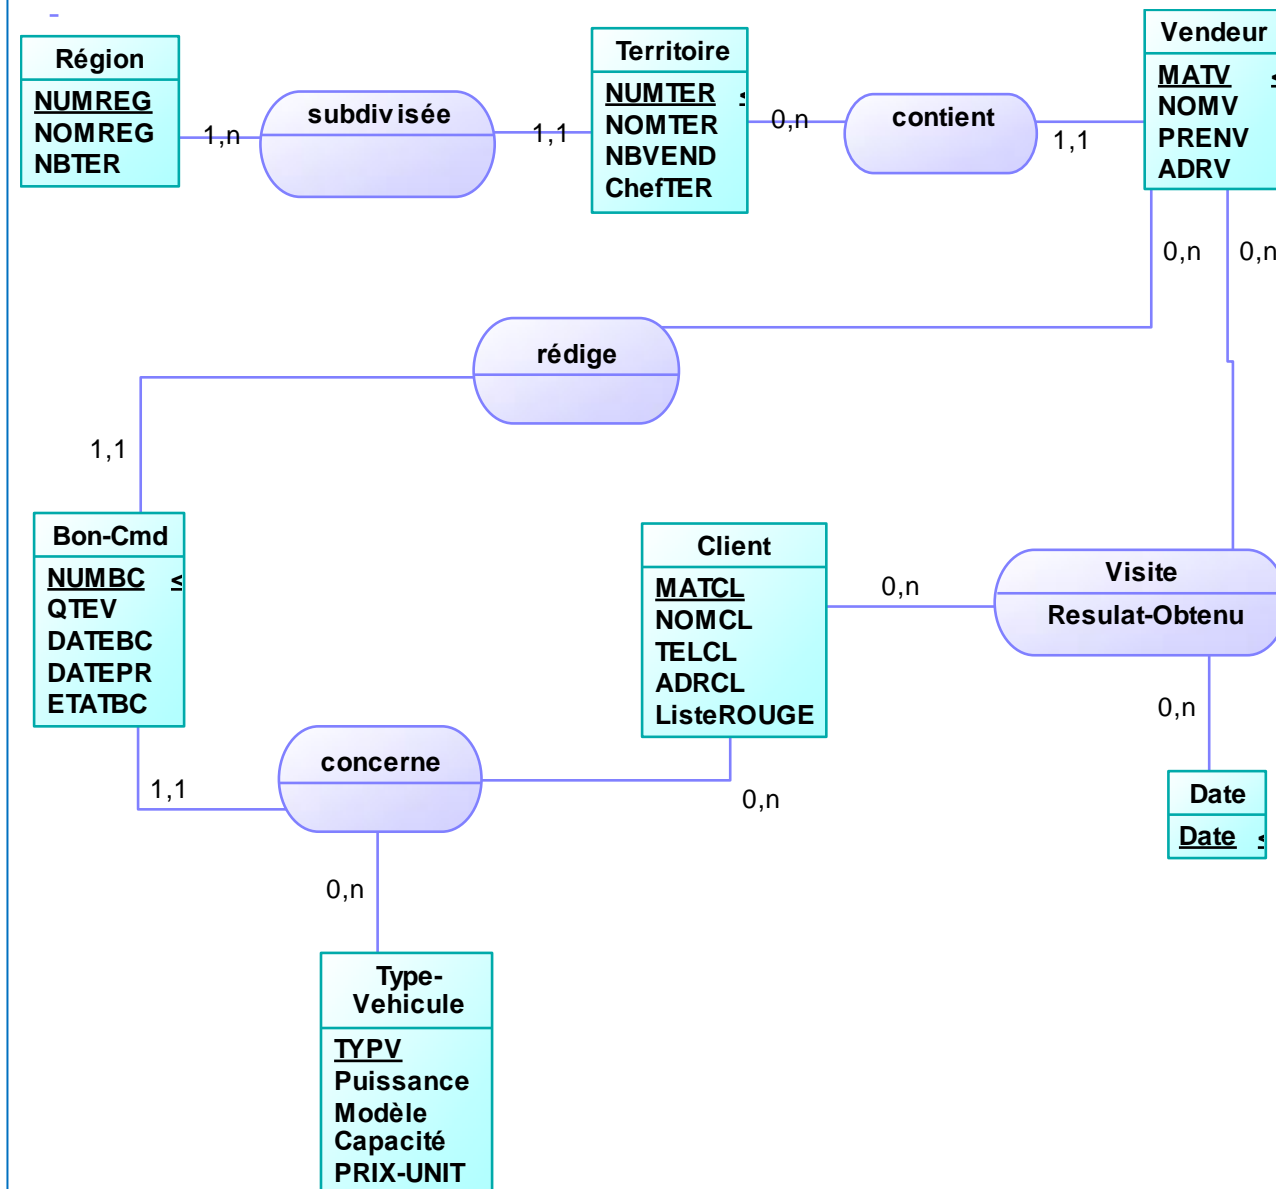 Région
NUMREG
NOMREG
NBTER
1,n
subdivisée
1,1
Territoire
NUMTER <
NOMTER
NBVEND
ChefTER
0,n
contient
1,1
Vendeur
MATV <
NOMV
PRENV
ADRV
0,n
0,n
rédige
1,1
Bon-Cmd
NUMBC <
QTEV
DATEBC
DATEPR
ETATBC
Client
MATCL
NOMCL
TELCL
ADRCL
ListeROUGE
0,n
Visite
Resulat-Obtenu
0,n
Date
Date <
1,1
concerne
0,n
0,n
Type-
Vehicule
TYPV
Puissance
Modèle
Capacité
PRIX-UNIT